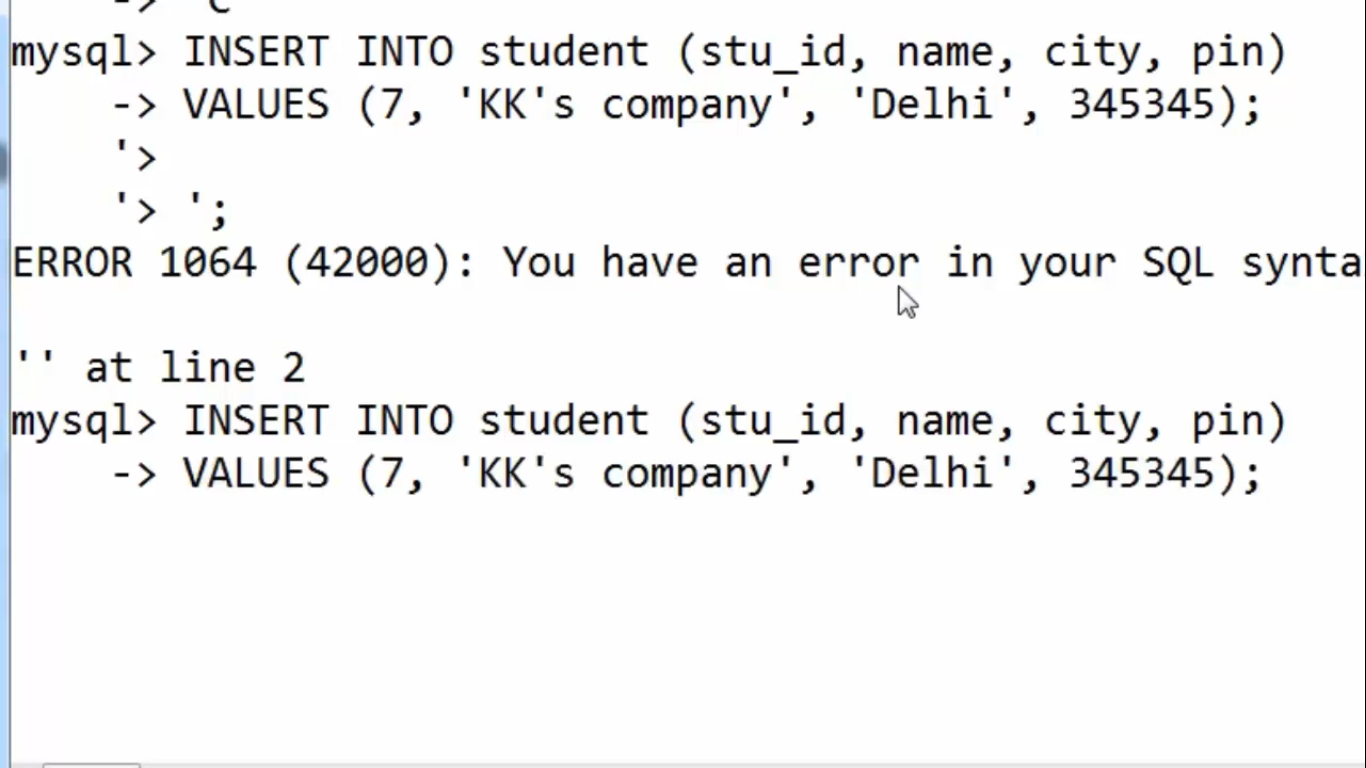 -> 'C
mysql> INSERT INTO student (stu_id, name, city, pin)
-> VALUES (7, 'KK's company', 'Delhi', 345345);
'>
'> ';
ERROR 1064 (42000): You have an error in your SQL synta
'' at line 2
mysql> INSERT INTO student (stu_id, name, city, pin)
-> VALUES (7, 'KK's company', 'Delhi', 345345);